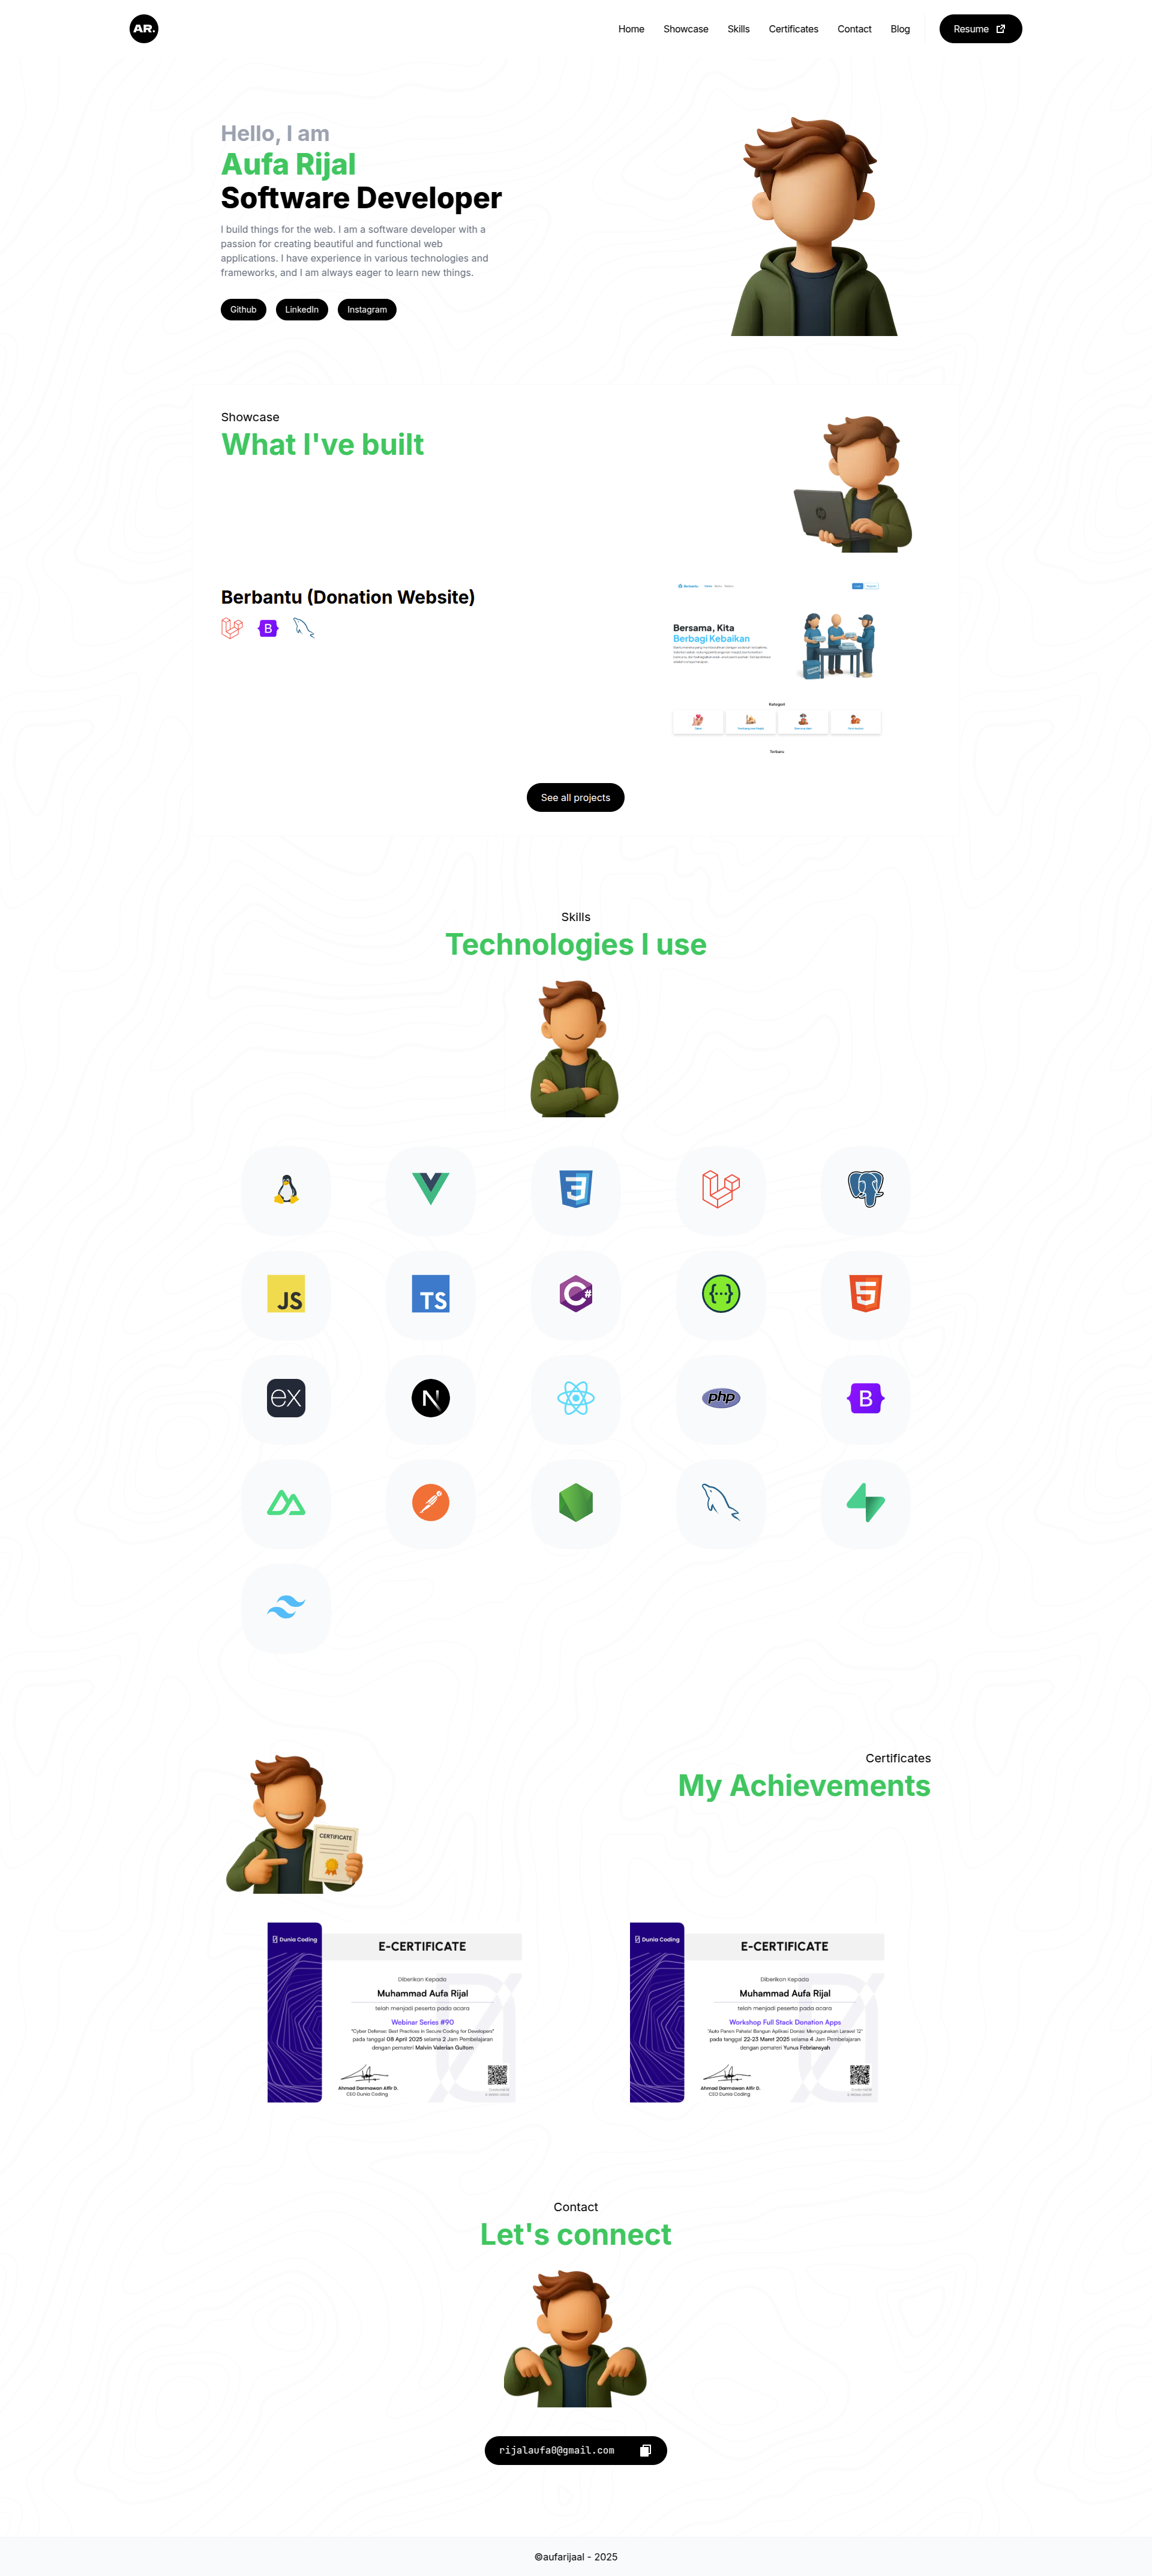 AR.
Home
Showcase
Skills
Certificates
Contact
Blog
Resume
Hello, I am
Aufa Rijal
Software Developer
I build things for the web. I am a software developer with a
passion for creating beautiful and functional web
applications. I have experience in various technologies and
frameworks, and I am always eager to learn new things.
Github
LinkedIn
Instagram
Showcase
What I've built
Berbantu (Donation Website)
B
Bersama, Kita
Berbagi Kebaikan
Kategori
Terbaru
See all projects
Skills
Technologies I use
3
JS
TS
C#
{...}
5
ex
N
php
B
Certificates
My Achievements
CERTIFICATE
Dunia Coding
E-CERTIFICATE
Diberikan Kepada
Muhammad Aufa Rijal
telah menjadi peserta pada acara
Webinar Series #90
"Cyber Defense: Best Practices in Secure Coding for Developers"
pada tanggal 08 April 2025 selama 2 Jam Pembelajaran
dengan pemateri Malvin Valerian Gultom
Ahmad Darmawan Alfir D.
CEO Dunia Coding
Dunia Coding
E-CERTIFICATE
Diberikan Kepada
Muhammad Aufa Rijal
telah menjadi peserta pada acara
Workshop Full Stack Donation Apps
"Auto Panen Pahala! Bangun Aplikasi Donasi Menggunakan Laravel 12"
pada tanggal 22-23 Maret 2025 selama 4 Jam Pembelajaran
dengan pemateri Yunus Febriansyah
Ahmad Darmawan Alfir D.
CEO Dunia Coding
Contact
Let's connect
rijalaufa0@gmail.com
©aufarijaal - 2025